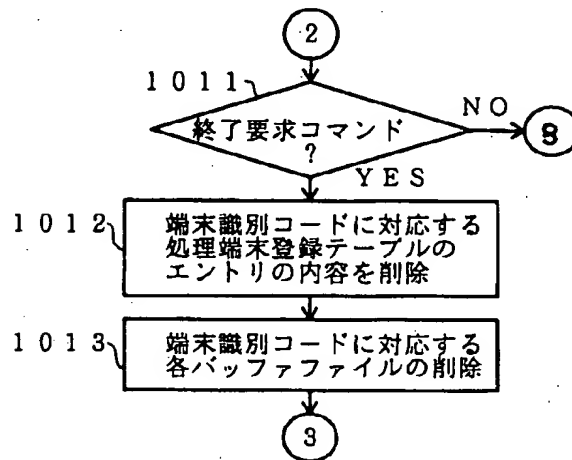 2
1011
終了要求コマンド
?
NO
8
YES
1012
端末識別コードに対応する
処理端末登録テーブルの
エントリの内容を削除
1013
端末識別コードに対応する
各バッファファイルの削除
3